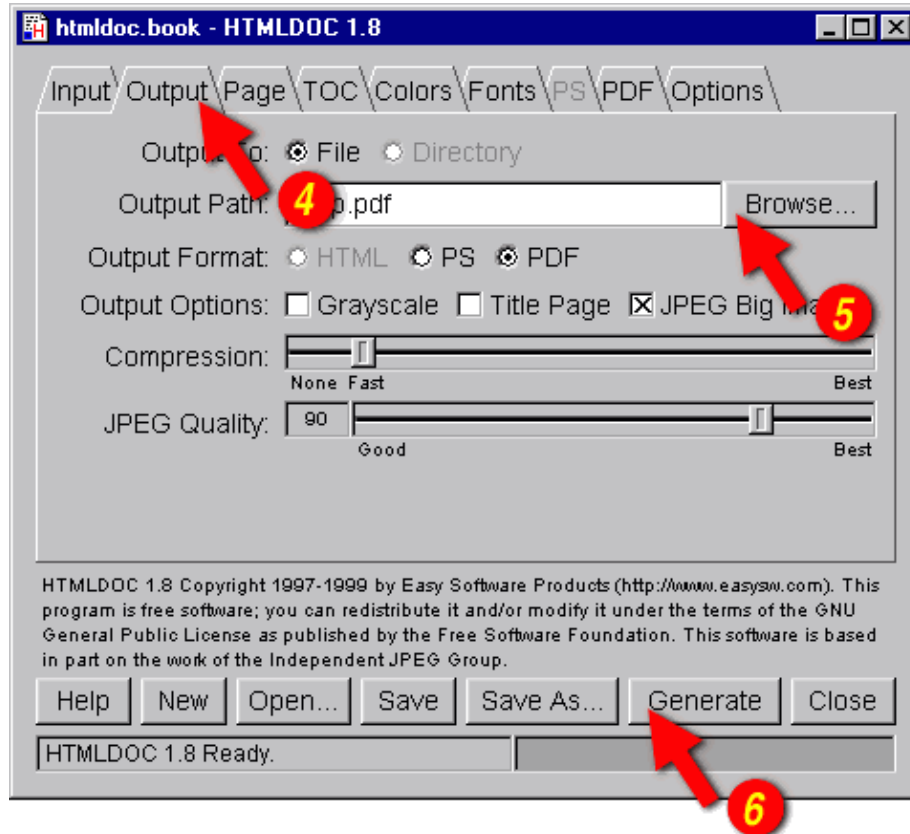 htmldoc.book - HTMLDOC 1.8
Input Output Page TOC Colors Fonts PS PDF Options
4
Output To: File Directory
Output Path: .pdf Browse...
Output Format: HTML PS PDF
5
Output Options: Grayscale Title Page JPEG Big
Compression:
None Fast Best
JPEG Quality: 90
Good Best
HTMLDOC 1.8 Copyright 1997-1999 by Easy Software Products (http://www.easysw.com). This
program is free software; you can redistribute it and/or modify it under the terms of the GNU
General Public License as published by the Free Software Foundation. This software is based
in part on the work of the Independent JPEG Group.
Help New Open... Save Save As... Generate Close
HTMLDOC 1.8 Ready.
6